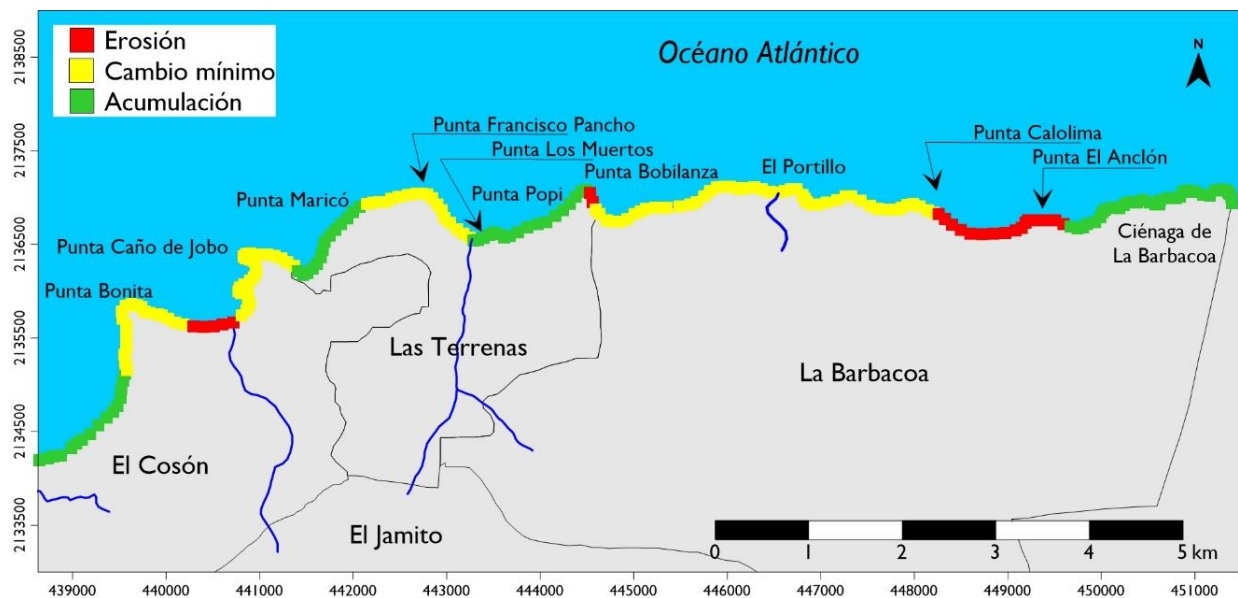 Erosión
Cambio mínimo
Acumulación
Océano Atlántico
N
Punta Francisco Pancho
Punta Los Muertos
Punta Calolima
Punta El Anclón
Punta Bobilanza
El Portillo
Punta Popi
Punta Maricó
Punta Caño de Jobo
Ciénaga de
La Barbacoa
Punta Bonita
Las Terrenas
La Barbacoa
El Cosón
El Jamito
0 1 2 3 4 5 km
2138500
2137500
2136500
2135500
2134500
2133500
439000 440000 441000 442000 443000 444000 445000 446000 447000 448000 449000 450000 451000